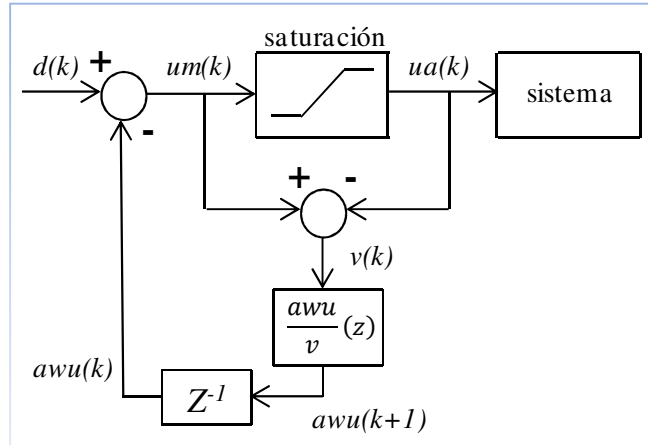 saturación
d(k)
+
um(k)
ua(k)
sistema
-
+
-
v(k)
awu
v
(z)
awu(k)
Z-1
awu(k+1)